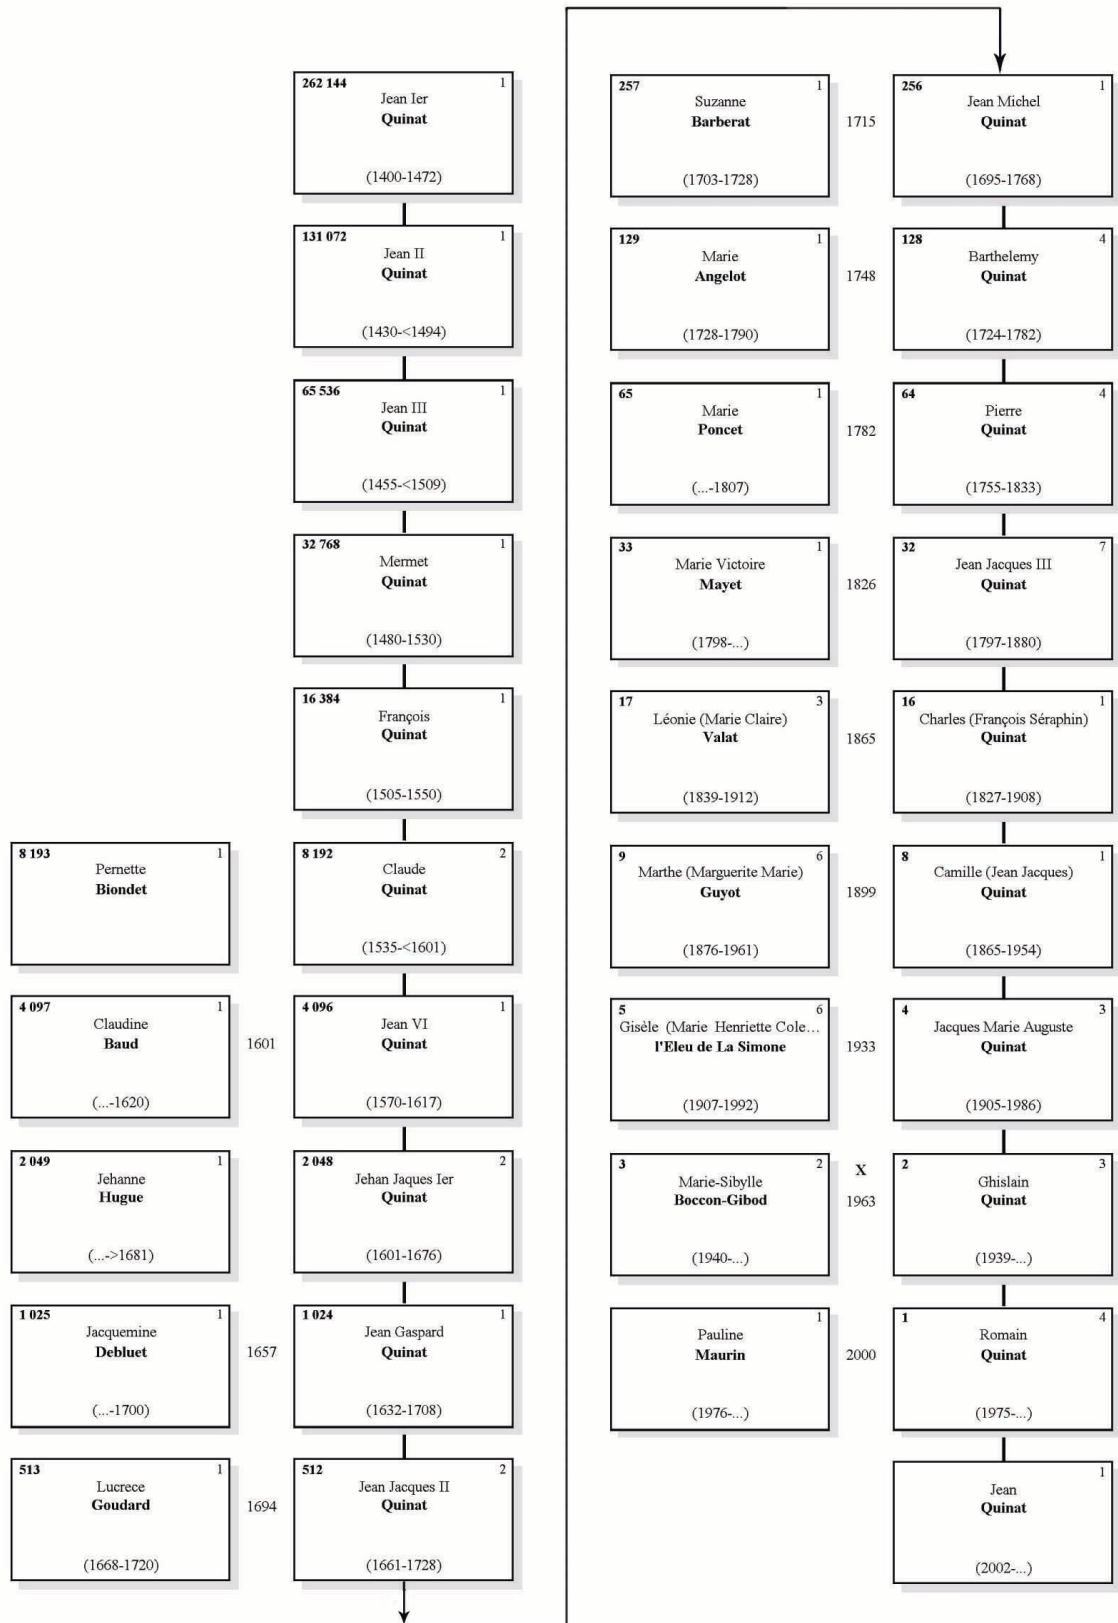 262 144 1
Jean Ier
Quinat
(1400-1472)
131 072 1
Jean II
Quinat
(1430-<1494)
65 536 1
Jean III
Quinat
(1455-<1509)
32 768 1
Mermet
Quinat
(1480-1530)
16 384 1
François
Quinat
(1505-1550)
8 193 1
Pernette
Biondet
8 192 2
Claude
Quinat
(1535-<1601)
4 097 1
Claudine
Baud
(...-1620)
1601
4 096 1
Jean VI
Quinat
(1570-1617)
2 049 1
Jehanne
Hugue
(...->1681)
2 048 2
Jehan Jaques Ier
Quinat
(1601-1676)
1 025 1
Jacquemine
Debluet
(...-1700)
1657
1 024 1
Jean Gaspard
Quinat
(1632-1708)
513 1
Lucrece
Goudard
(1668-1720)
1694
512 2
Jean Jacques II
Quinat
(1661-1728)
257 1
Suzanne
Barberat
(1703-1728)
1715
256 1
Jean Michel
Quinat
(1695-1768)
129 1
Marie
Angelot
(1728-1790)
1748
128 4
Barthelemy
Quinat
(1724-1782)
65 1
Marie
Poncet
(...-1807)
1782
64 4
Pierre
Quinat
(1755-1833)
33 1
Marie Victoire
Mayet
(1798-...)
1826
32 7
Jean Jacques III
Quinat
(1797-1880)
17 3
Léonie (Marie Claire)
Valat
(1839-1912)
1865
16 1
Charles (François Séraphin)
Quinat
(1827-1908)
9 6
Marthe (Marguerite Marie)
Guyot
(1876-1961)
1899
8 1
Camille (Jean Jacques)
Quinat
(1865-1954)
5 6
Gisèle (Marie Henriette Cole...
l'Eleu de La Simone
(1907-1992)
1933
4 3
Jacques Marie Auguste
Quinat
(1905-1986)
3 2
Marie-Sibylle
Boccon-Gibod
(1940-...)
X
1963
2 3
Ghislain
Quinat
(1939-...)
1
Pauline
Maurin
(1976-...)
2000
1 4
Romain
Quinat
(1975-...)
1
Jean
Quinat
(2002-...)